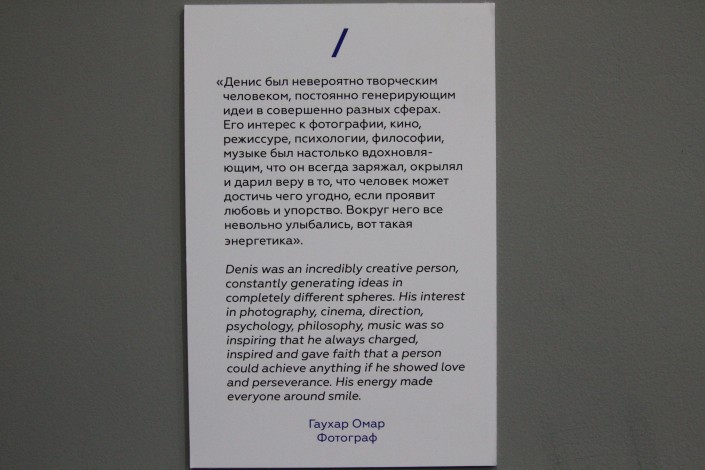 /
«Денис был невероятно творческим
человеком, постоянно генерирующим
идеи в совершенно разных сферах.
Его интерес к фотографии, кино,
режиссуре, психологии, философии,
музыке был настолько вдохновля-
ющим, что он всегда заряжал, окрылял
и дарил веру в то, что человек может
достичь чего угодно, если проявит
любовь и упорство. Вокруг него все
невольно улыбались, вот такая
энергетика».
Denis was an incredibly creative person,
constantly generating ideas in
completely different spheres. His interest
in photography, cinema, direction,
psychology, philosophy, music was so
inspiring that he always charged,
inspired and gave faith that a person
could achieve anything if he showed love
and perseverance. His energy made
everyone around smile.
Гаухар Омар
Фотограф